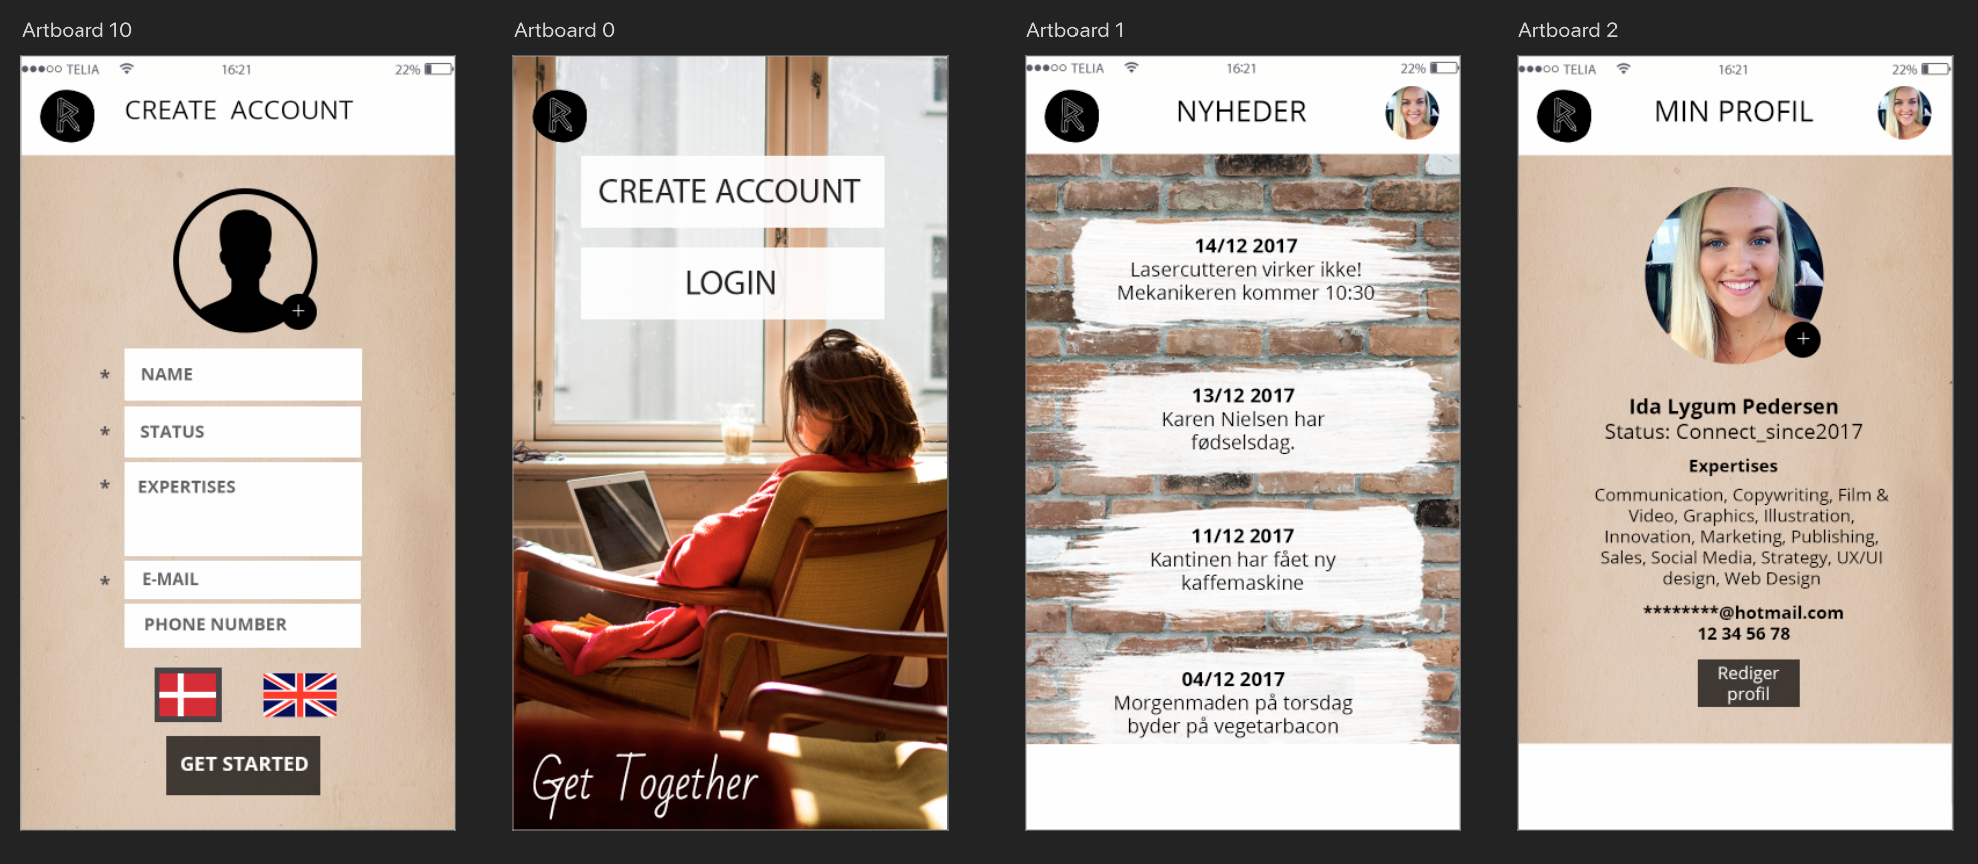 Artboard 10
TELIA 16:21 22%
CREATE ACCOUNT
+
* NAME
* STATUS
* EXPERTISES
* E-MAIL
PHONE NUMBER
GET STARTED
Artboard 0
CREATE ACCOUNT
LOGIN
Get Together
Artboard 1
TELIA 16:21 22%
NYHEDER
14/12 2017
Lasercutteren virker ikke!
Mekanikeren kommer 10:30
13/12 2017
Karen Nielsen har
fødselsdag.
11/12 2017
Kantinen har fået ny
kaffemaskine
04/12 2017
Morgenmaden på torsdag
byder på vegetarbacon
Artboard 2
TELIA 16:21 22%
MIN PROFIL
+
Ida Lygum Pedersen
Status: Connect_since2017
Expertises
Communication, Copywriting, Film &
Video, Graphics, Illustration,
Innovation, Marketing, Publishing,
Sales, Social Media, Strategy, UX/UI
design, Web Design
********@hotmail.com
12 34 56 78
Rediger
profil